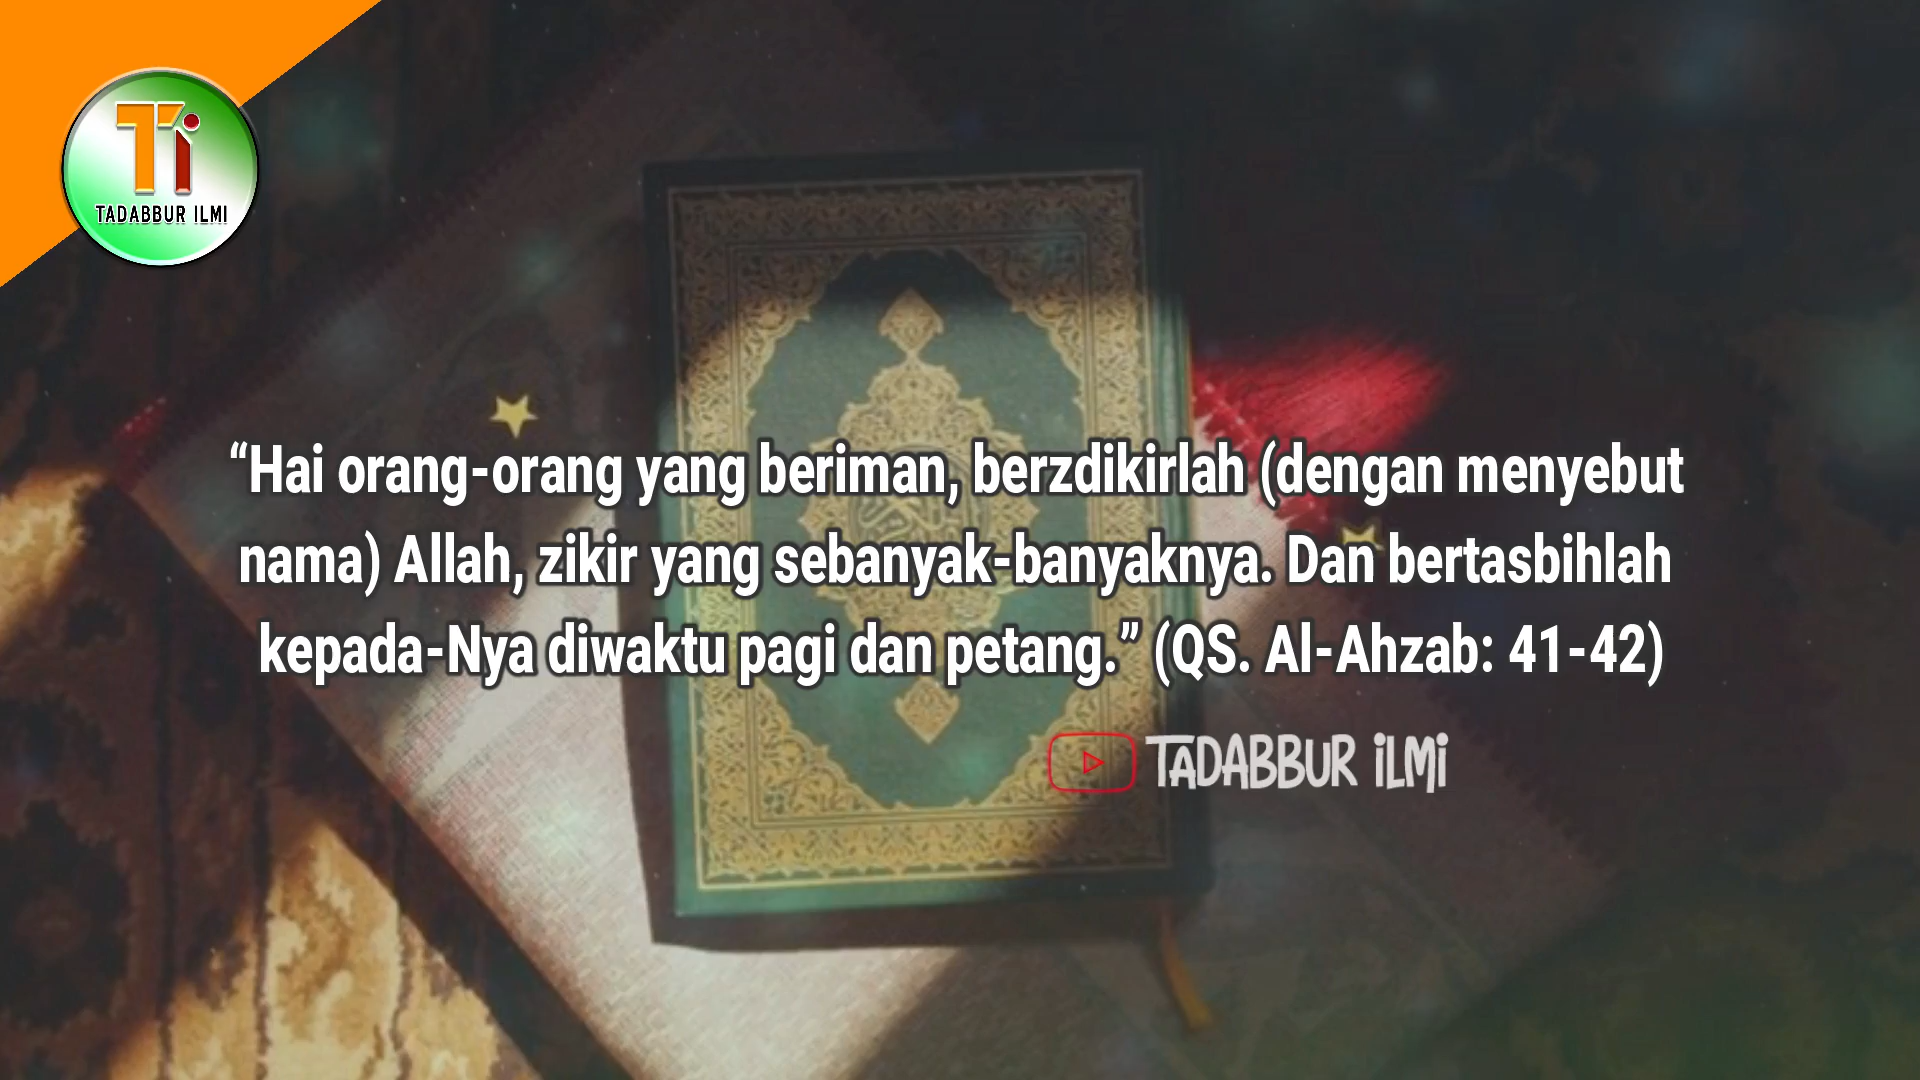 Ti
TADABBUR ILMI
“Hai orang-orang yang beriman, berzdikirlah (dengan menyebut
nama) Allah, zikir yang sebanyak-banyaknya. Dan bertasbihlah
kepada-Nya diwaktu pagi dan petang.” (QS. Al-Ahzab: 41-42)
TADABBUR iLMi